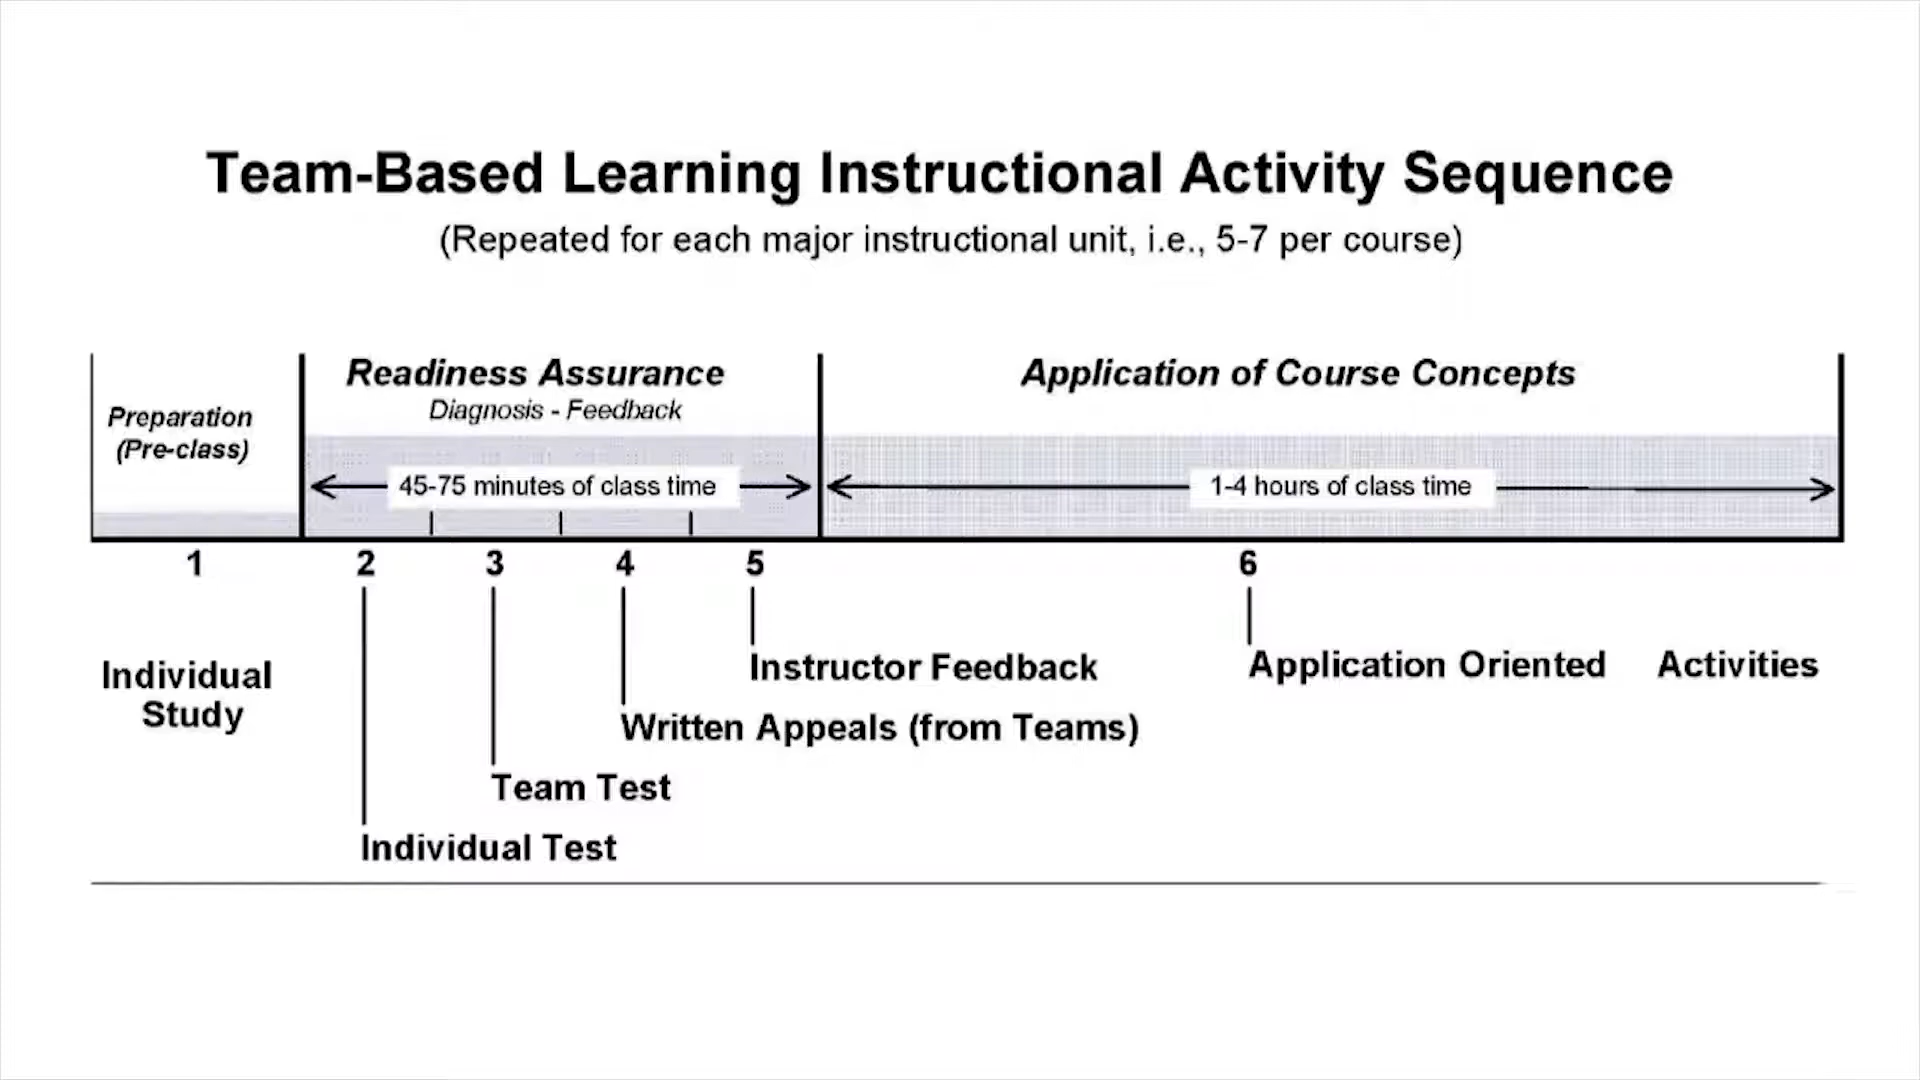 Team-Based Learning Instructional Activity Sequence
(Repeated for each major instructional unit, i.e., 5-7 per course)
Preparation
(Pre-class)
Readiness Assurance
Diagnosis - Feedback
45-75 minutes of class time
Application of Course Concepts
1-4 hours of class time
1 2 3 4 5 6
Individual
Study
Instructor Feedback
Application Oriented Activities
Written Appeals (from Teams)
Team Test
Individual Test